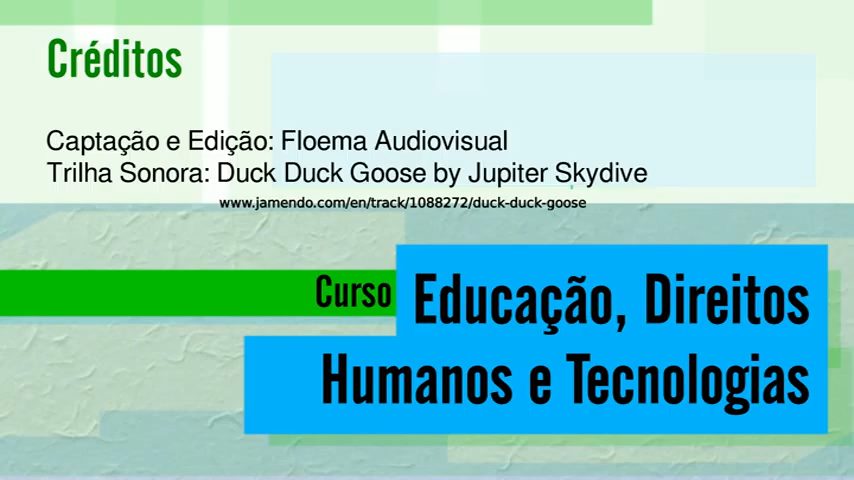 Créditos
Captação e Edição: Floema Audiovisual
Trilha Sonora: Duck Duck Goose by Jupiter Skydive
www.jamendo.com/en/track/1088272/duck-duck-goose
Curso Educação, Direitos
Humanos e Tecnologias